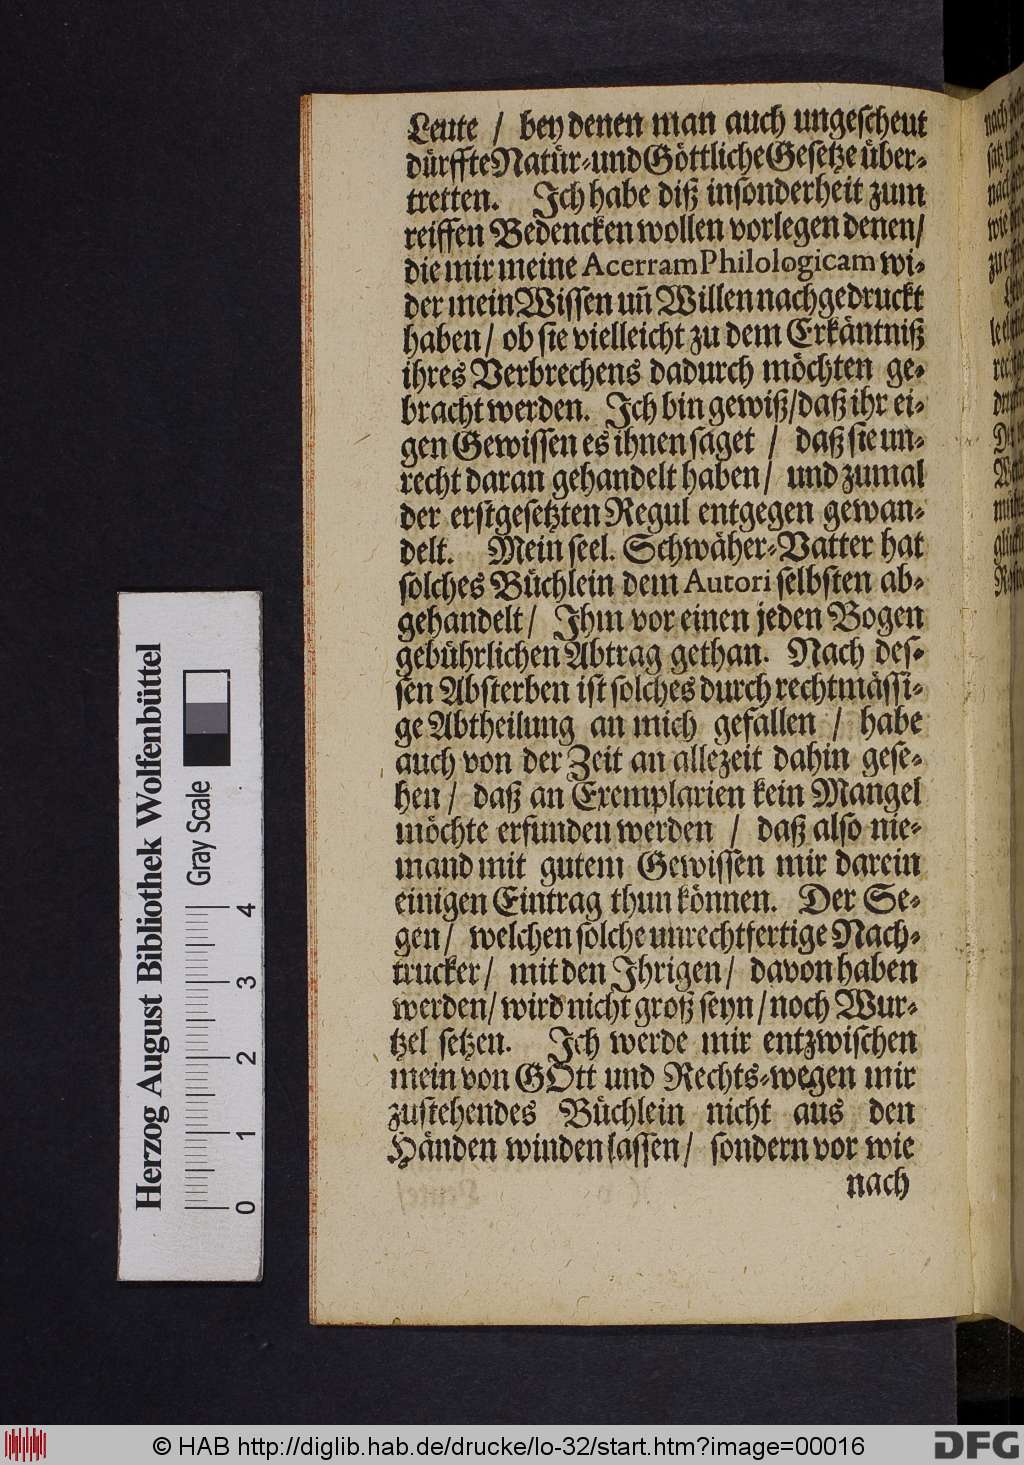 Leute / bey denen man auch ungescheut
dürffte Natür-und Göttliche Gesetze über-
tretten. Ich habe diß insonderheit zum
reiffen Bedencken wollen vorlegen denen/
die mir meine Acerram Philologicam wi-
der mein Wissen uñ Willen nachgedruckt
haben/ ob sie vielleicht zu dem Erkäntniß
ihres Verbrechens dadurch möchten ge-
bracht werden. Ich bin gewiß/daß ihr ei-
gen Gewissen es ihnen saget / daß sie un-
recht daran gehandelt haben/ und zumal
der erstgesetzten Regul entgegen gewan-
delt. Mein seel. Schwäher-Vatter hat
solches Büchlein dem Autori selbsten ab-
gehandelt/ Ihm vor einen jeden Bogen
gebührlichen Abtrag gethan. Nach des-
sen Absterben ist solches durch rechtmässi-
ge Abtheilung an mich gefallen / habe
auch von der Zeit an allezeit dahin gese-
hen / daß an Exemplarien kein Mangel
möchte erfunden werden / daß also nie-
mand mit gutem Gewissen mir darein
einigen Eintrag thun können. Der Se-
gen/ welchen solche unrechtfertige Nach-
trucker/ mit den Ihrigen/ davon haben
werden/ wird nicht groß seyn/noch Wur-
tzel setzen. Ich werde mir entzwischen
mein von GOtt und Rechts-wegen mir
zustehendes Büchlein nicht aus den
Händen winden lassen/ sondern vor wie
nach
Herzog August Bibliothek Wolfenbüttel
Gray Scale
0 1 2 3 4
© HAB http://diglib.hab.de/drucke/lo-32/start.htm?image=00016
DFG